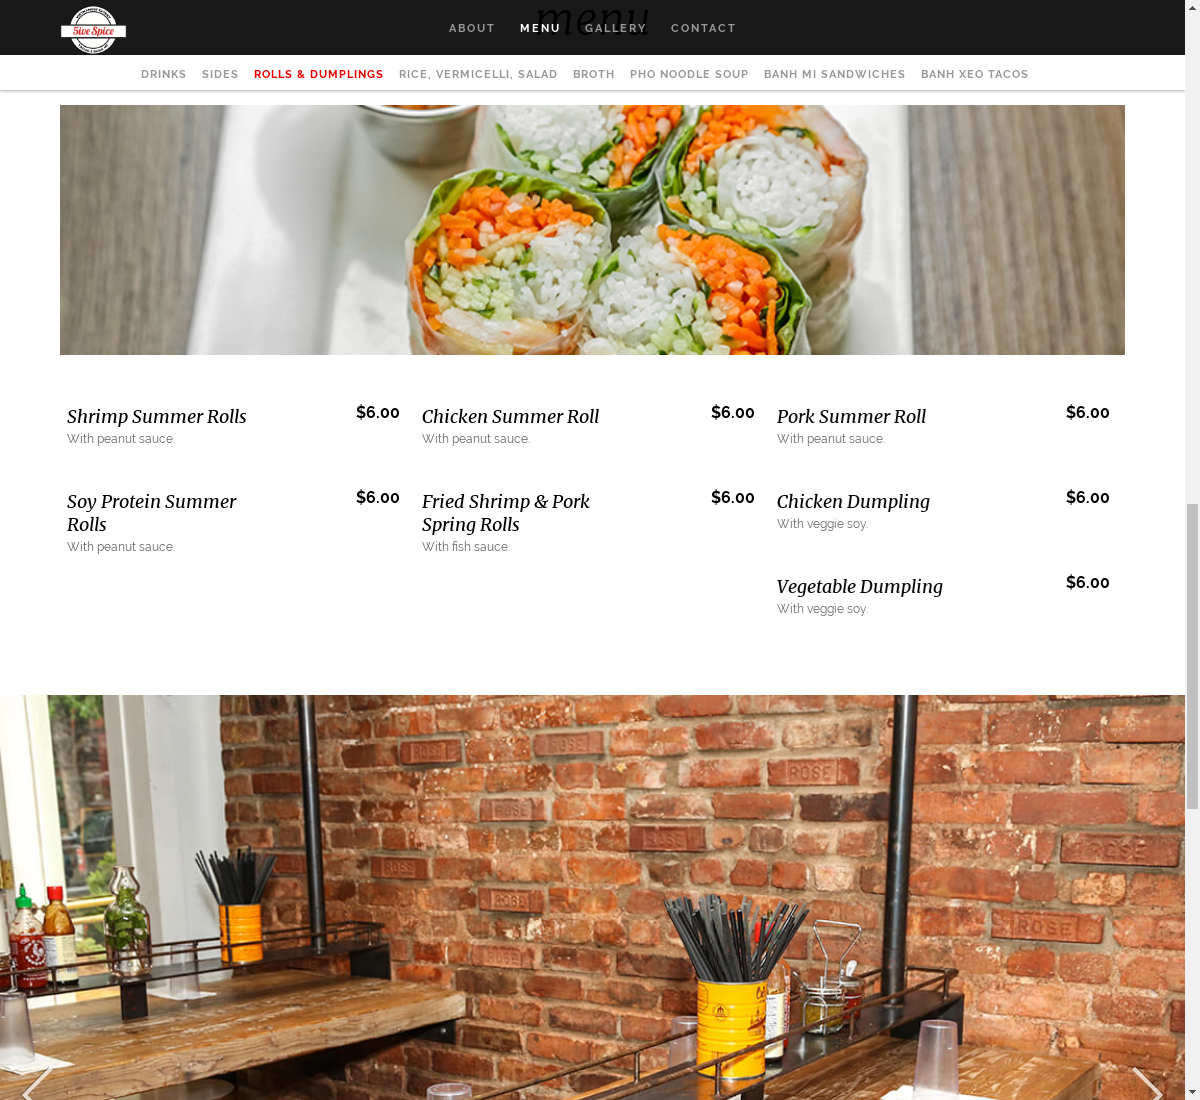 menu
5ive Spice
ABOUT MENU GALLERY CONTACT
DRINKS SIDES ROLLS & DUMPLINGS RICE, VERMICELLI, SALAD BROTH PHO NOODLE SOUP BANH MI SANDWICHES BANH XEO TACOS
Shrimp Summer Rolls $6.00
With peanut sauce.
Chicken Summer Roll $6.00
With peanut sauce.
Pork Summer Roll $6.00
With peanut sauce.
Soy Protein Summer $6.00
Rolls
With peanut sauce.
Fried Shrimp & Pork $6.00
Spring Rolls
With fish sauce.
Chicken Dumpling $6.00
With veggie soy.
Vegetable Dumpling $6.00
With veggie soy.
ROSE
ROSE
ROSE
ROSE
ROSE
ROSE